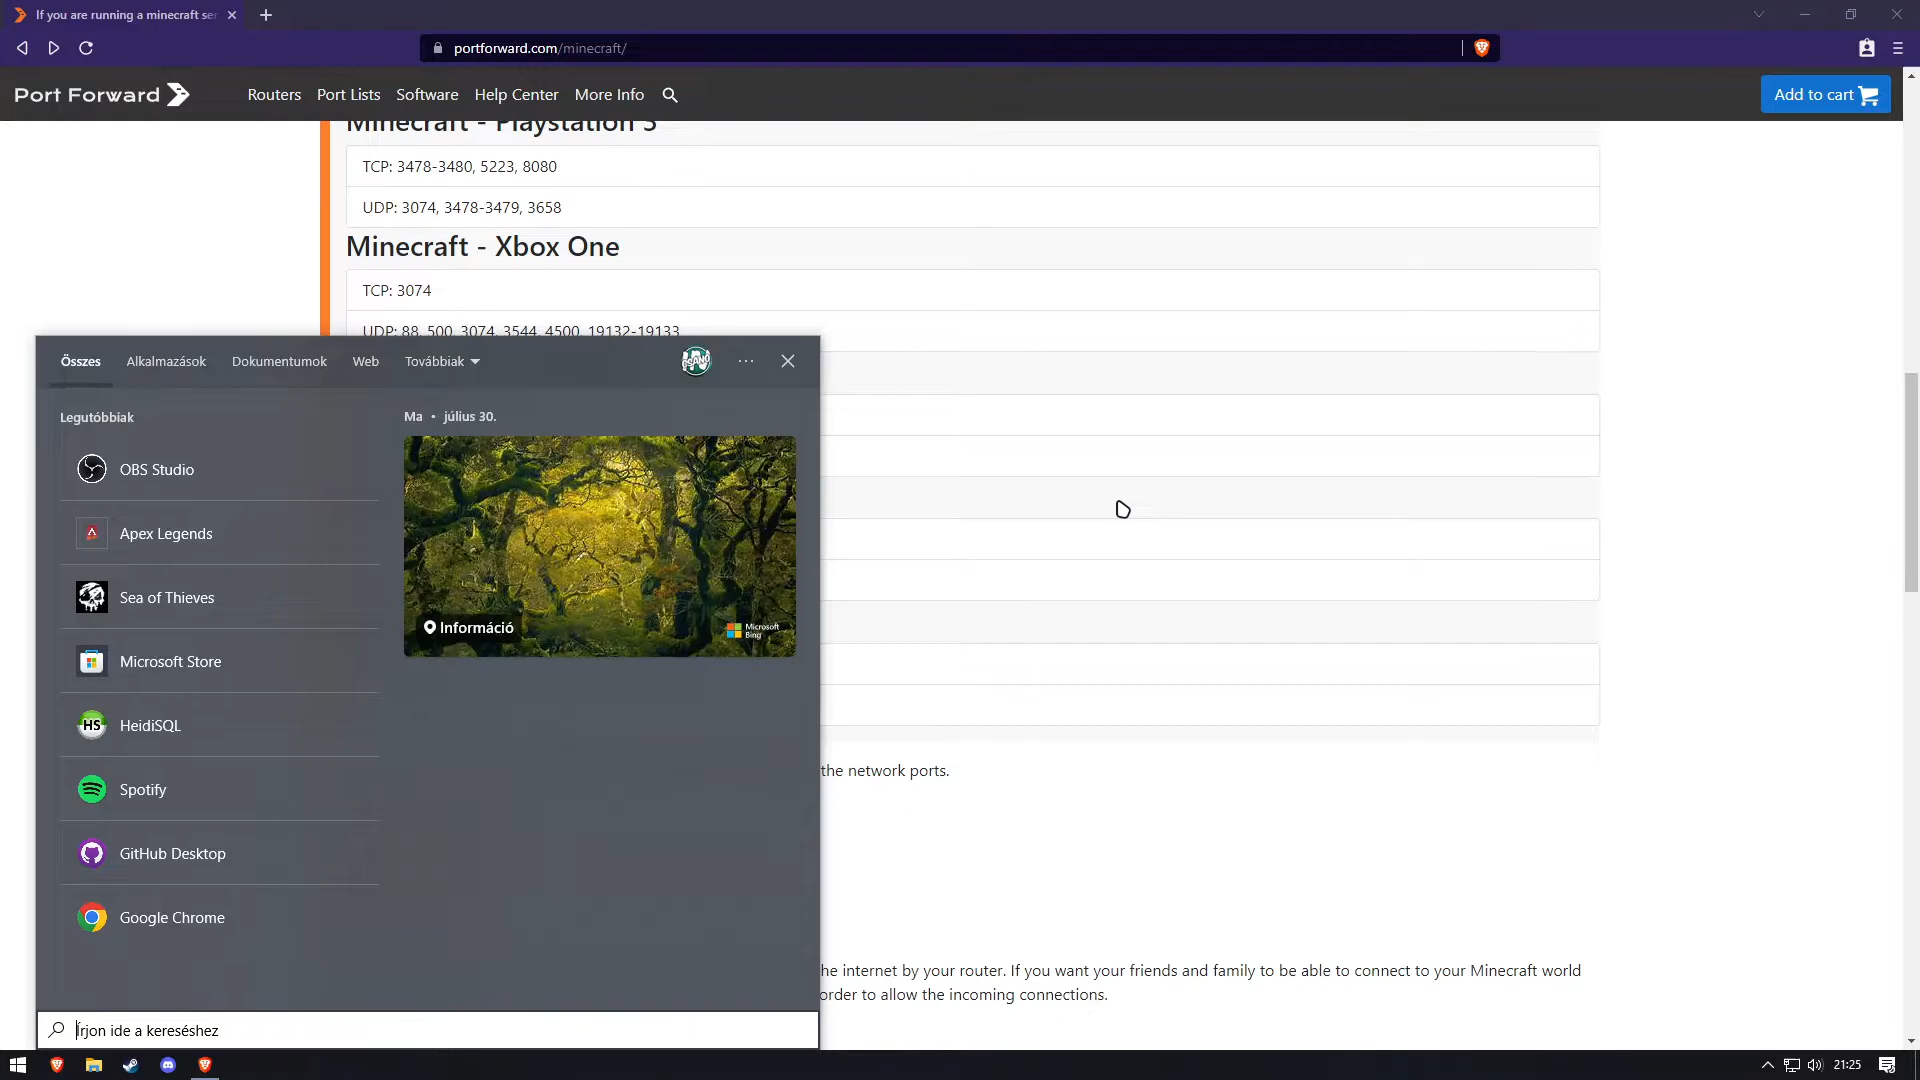 If you are running a minecraft ser
portforward.com/minecraft/
Port Forward
Routers
Port Lists
Software
Help Center
More Info
Add to cart
Minecraft - Playstation 3
TCP: 3478-3480, 5223, 8080
UDP: 3074, 3478-3479, 3658
Minecraft - Xbox One
TCP: 3074
UDP: 88, 500, 3074, 3544, 4500, 19132-19133
Összes
Alkalmazások
Dokumentumok
Web
Továbbiak
Legutóbbiak
OBS Studio
Apex Legends
Sea of Thieves
Microsoft Store
HS
HeidiSQL
Spotify
GitHub Desktop
Google Chrome
Ma • július 30.
Információ
Microsoft
Bing
the network ports.
he internet by your router. If you want your friends and family to be able to connect to your Minecraft world
order to allow the incoming connections.
Írjon ide a kereséshez
21:25